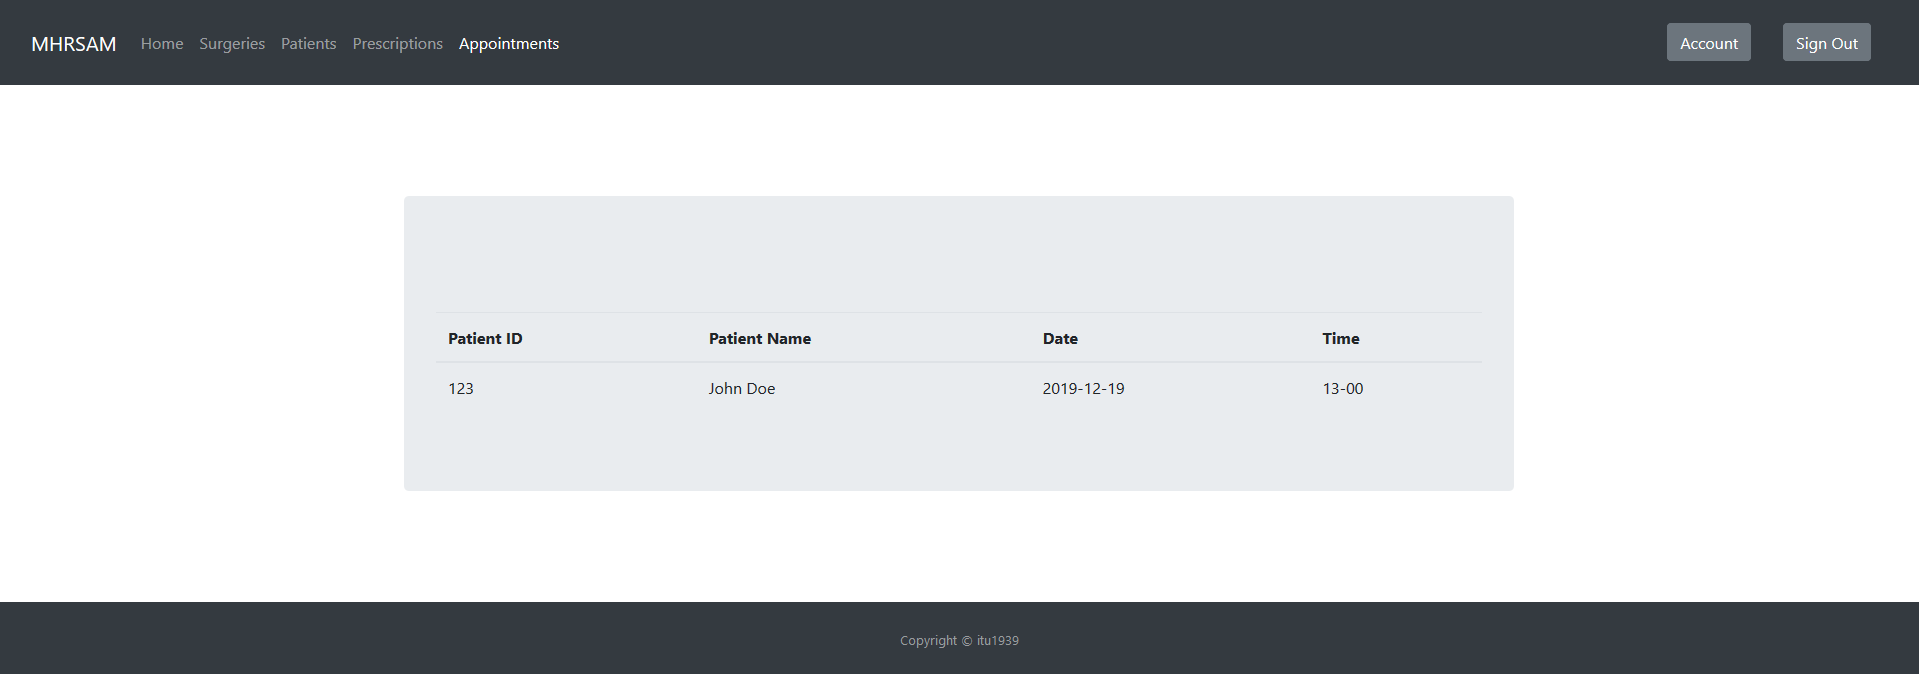 MHRSAM Home Surgeries Patients Prescriptions Appointments Account Sign Out
Patient ID Patient Name Date Time
123 John Doe 2019-12-19 13-00
Copyright © itu1939